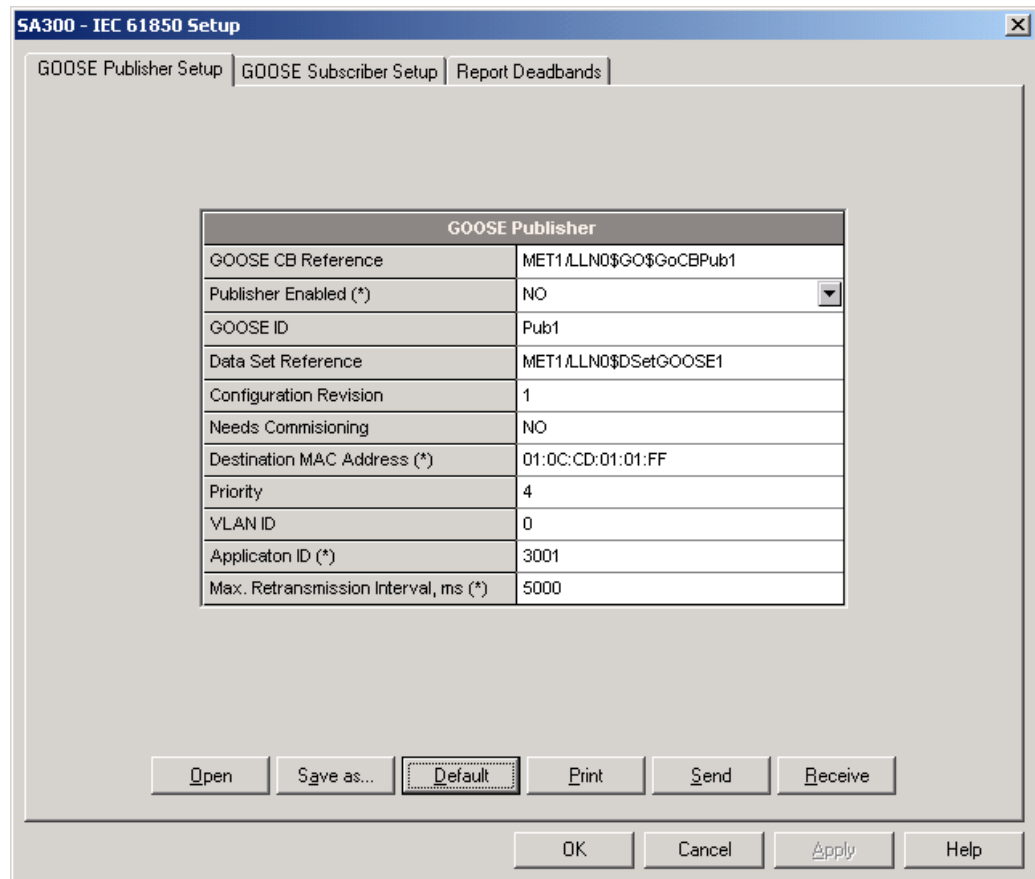 SA300 - IEC 61850 Setup
GOOSE Publisher Setup GOOSE Subscriber Setup Report Deadbands
GOOSE Publisher
GOOSE CB Reference MET1/LLN0$GO$GoCBPub1
Publisher Enabled (*) NO
GOOSE ID Pub1
Data Set Reference MET1/LLN0$DSetGOOSE1
Configuration Revision 1
Needs Commisioning NO
Destination MAC Address (*) 01:0C:CD:01:01:FF
Priority 4
VLAN ID 0
Applicaton ID (*) 3001
Max. Retransmission Interval, ms (*) 5000
Open Save as... Default Print Send Receive
OK Cancel Apply Help